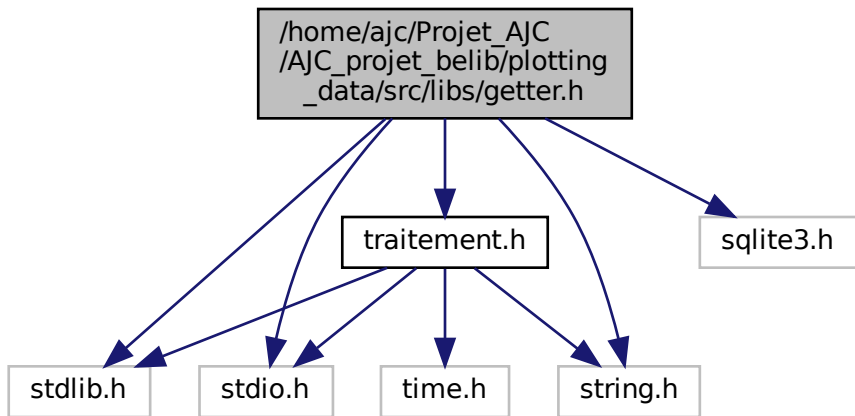 /home/ajc/Projet_AJC
/AJC_projet_belib/plotting
_data/src/libs/getter.h
traitement.h
sqlite3.h
stdlib.h
stdio.h
time.h
string.h